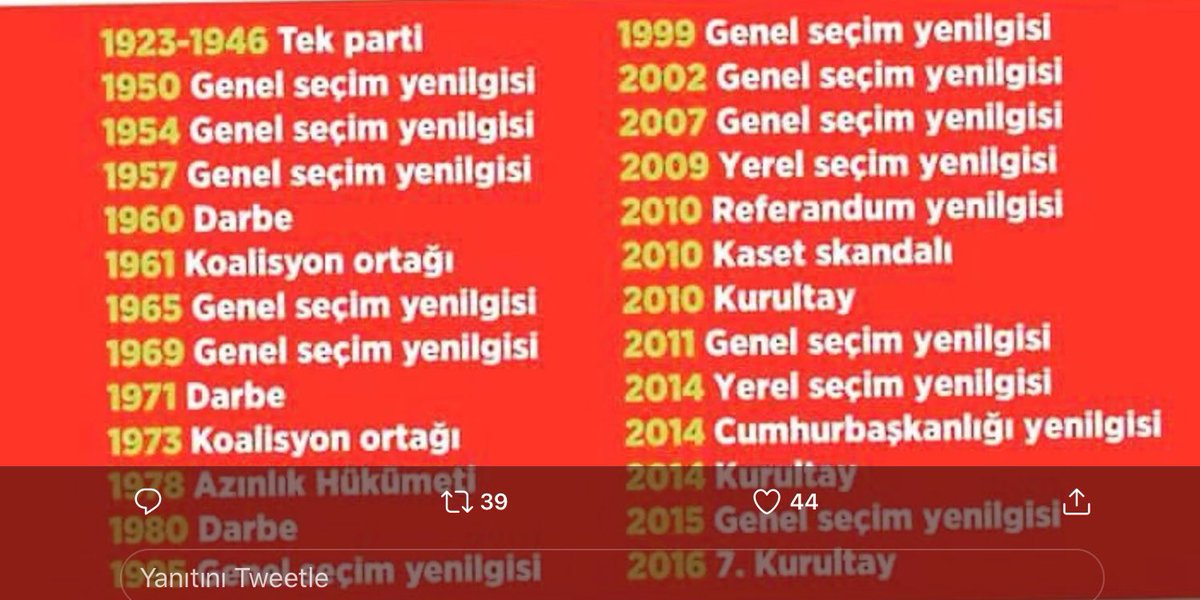 1923-1946 Tek parti
1950 Genel seçim yenilgisi
1954 Genel seçim yenilgisi
1957 Genel seçim yenilgisi
1960 Darbe
1961 Koalisyon ortağı
1965 Genel seçim yenilgisi
1969 Genel seçim yenilgisi
1971 Darbe
1973 Koalisyon ortağı
1978 Azınlık Hükümeti
1980 Darbe
Genel seçim yenilgisi
1999 Genel seçim yenilgisi
2002 Genel seçim yenilgisi
2007 Genel seçim yenilgisi
2009 Yerel seçim yenilgisi
2010 Referandum yenilgisi
2010 Kaset skandalı
2010 Kurultay
2011 Genel seçim yenilgisi
2014 Yerel seçim yenilgisi
2014 Cumhurbaşkanlığı yenilgisi
2014 Kurultay
2015 Genel seçim yenilgisi
2016 7. Kurultay
39
44
Yanıtını Tweetle